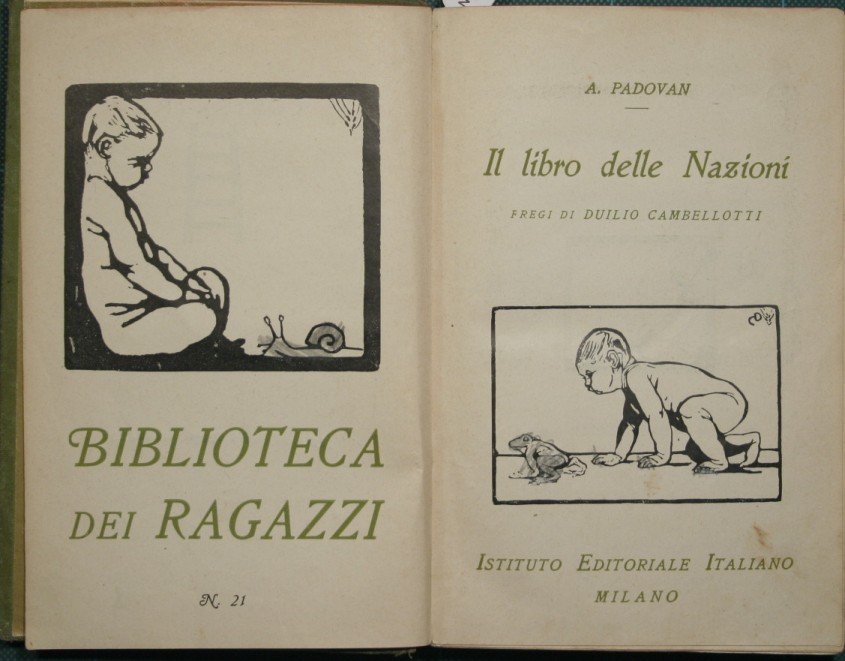 BIBLIOTECA
DEI RAGAZZI
N. 21
A. PADOVAN
Il libro delle Nazioni
FREGI DI DUILIO CAMBELLOTTI
ISTITUTO EDITORIALE ITALIANO
MILANO